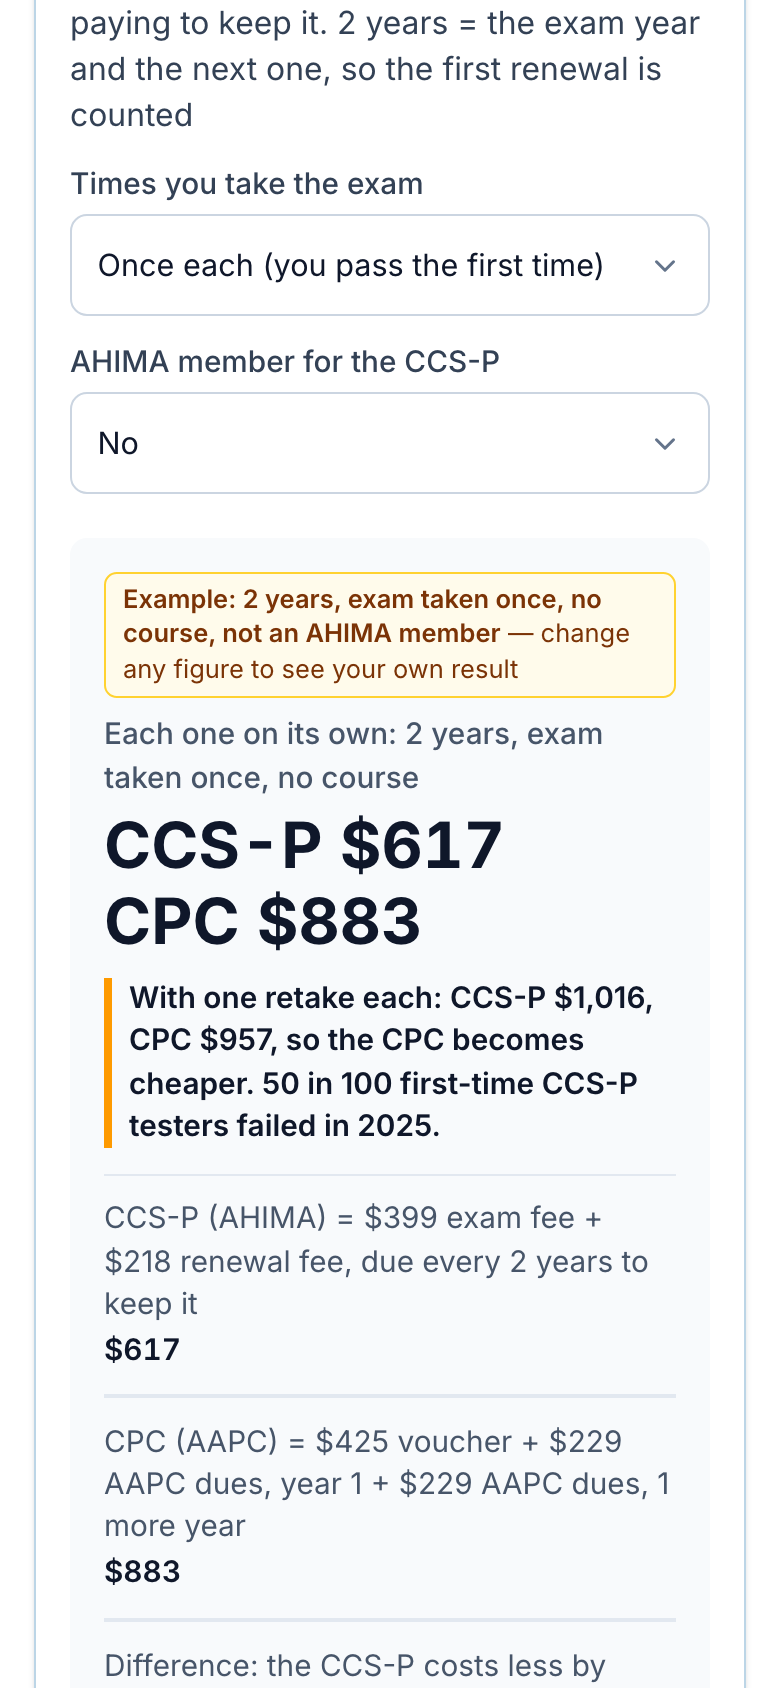 paying to keep it. 2 years = the exam year
and the next one, so the first renewal is
counted
Times you take the exam
Once each (you pass the first time)
AHIMA member for the CCS-P
No
Example: 2 years, exam taken once, no
course, not an AHIMA member — change
any figure to see your own result
Each one on its own: 2 years, exam
taken once, no course
CCS-P $617
CPC $883
With one retake each: CCS-P $1,016,
CPC $957, so the CPC becomes
cheaper. 50 in 100 first-time CCS-P
testers failed in 2025.
CCS-P (AHIMA) = $399 exam fee +
$218 renewal fee, due every 2 years to
keep it
$617
CPC (AAPC) = $425 voucher + $229
AAPC dues, year 1 + $229 AAPC dues, 1
more year
$883
Difference: the CCS-P costs less by